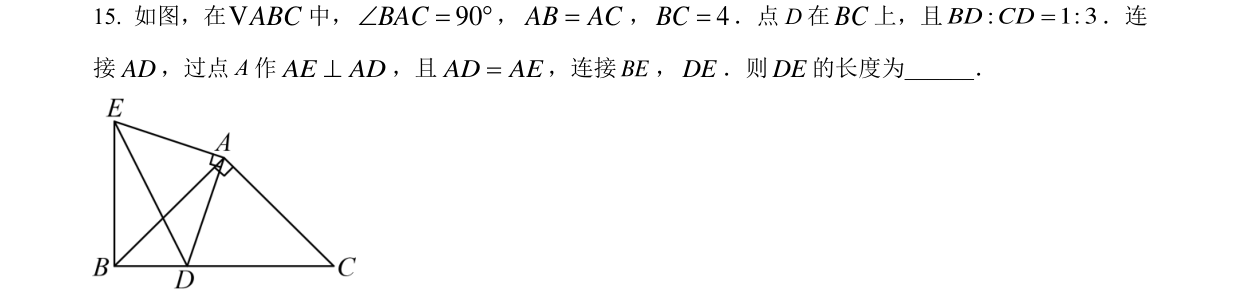 15. 如图，在VABC中，∠BAC=90°，AB=AC，BC=4．点D在BC上，且BD:CD=1:3．连
接AD，过点A作AE⊥AD，且AD=AE，连接BE，DE．则DE的长度为______．
E
A
B
D
C